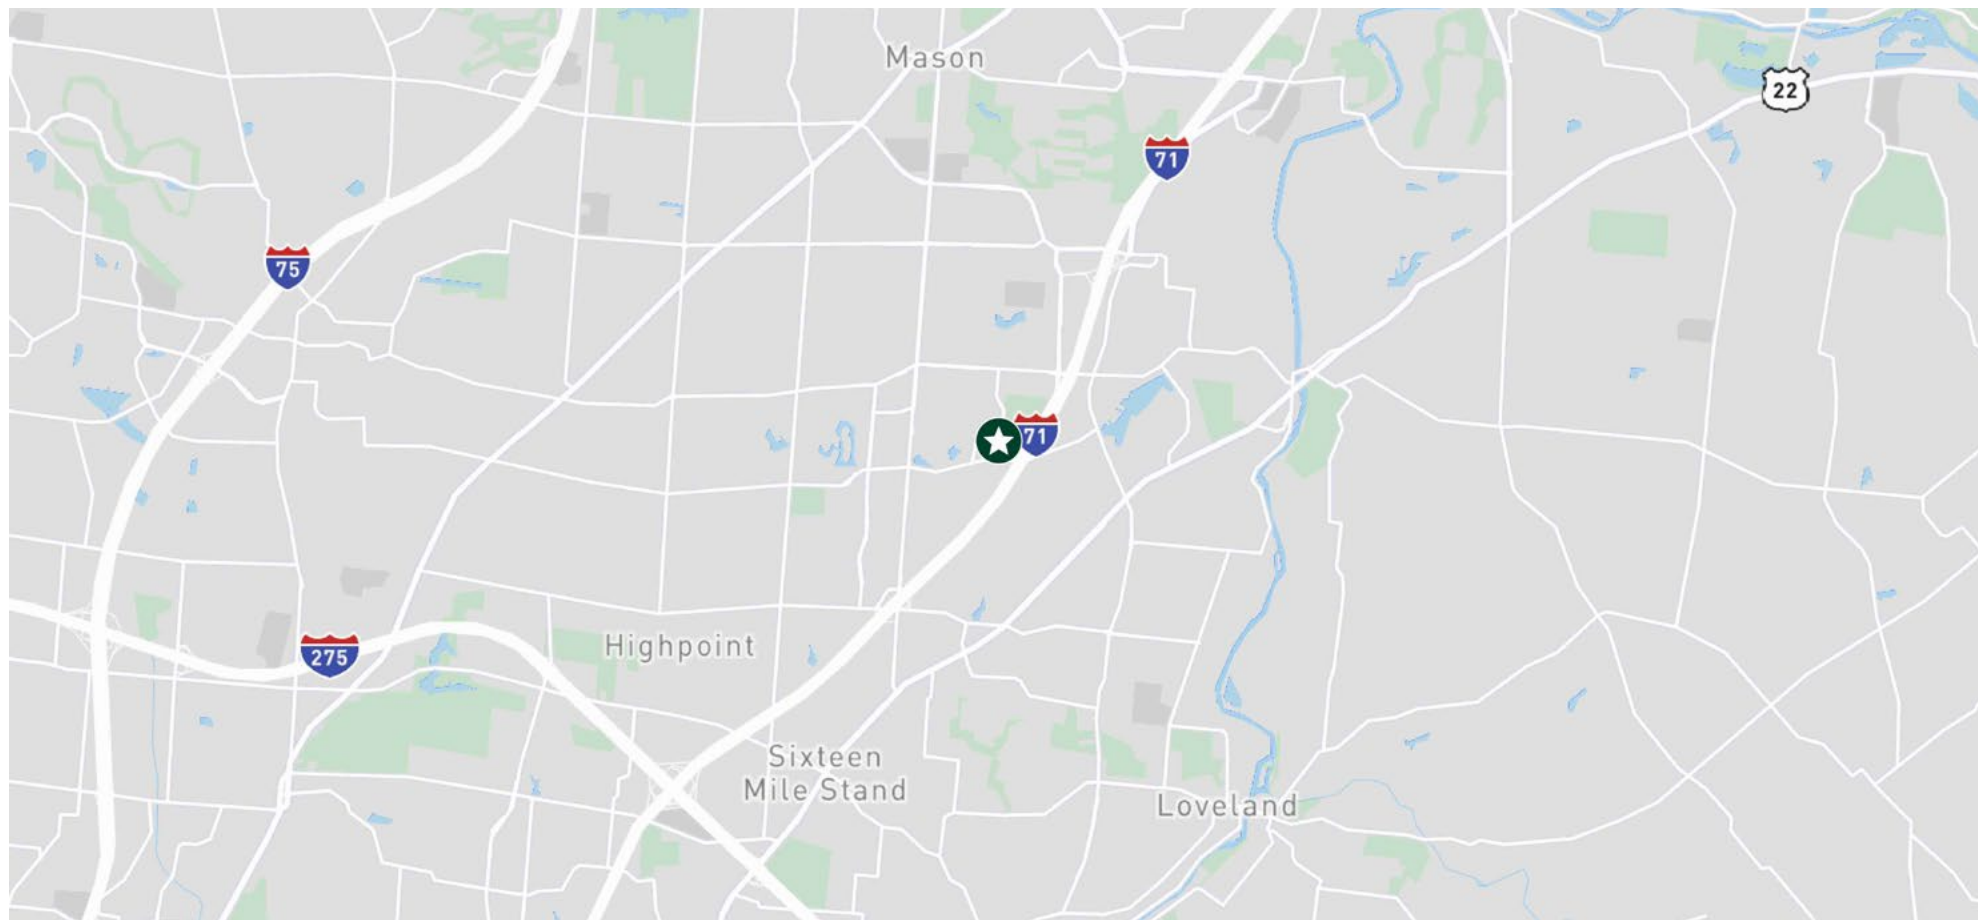 Mason
22
71
75
71
Highpoint
275
Sixteen
Mile Stand
Loveland